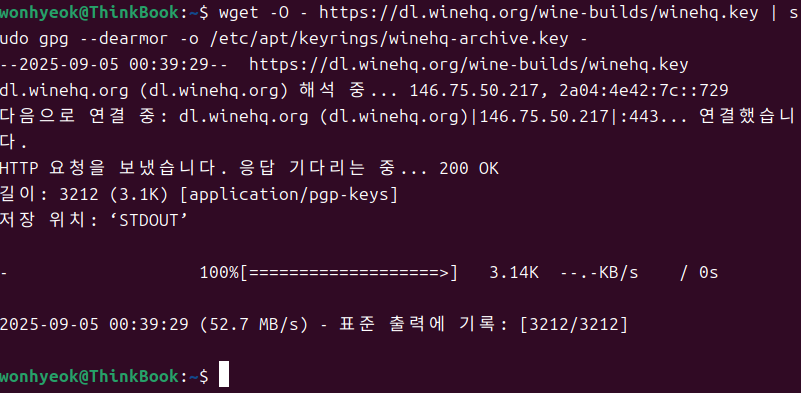 wonhyeok@ThinkBook:~$ wget -O - https://dl.winehq.org/wine-builds/winehq.key | s
udo gpg --dearmor -o /etc/apt/keyrings/winehq-archive.key -
--2025-09-05 00:39:29--  https://dl.winehq.org/wine-builds/winehq.key
dl.winehq.org (dl.winehq.org) 해석 중... 146.75.50.217, 2a04:4e42:7c::729
다음으로 연결 중: dl.winehq.org (dl.winehq.org)|146.75.50.217|:443... 연결했습니
다.
HTTP 요청을 보냈습니다. 응답 기다리는 중... 200 OK
길이: 3212 (3.1K) [application/pgp-keys]
저장 위치: ‘STDOUT’
-                   100%[===================>]   3.14K  --.-KB/s    / 0s
2025-09-05 00:39:29 (52.7 MB/s) - 표준 출력에 기록: [3212/3212]
wonhyeok@ThinkBook:~$